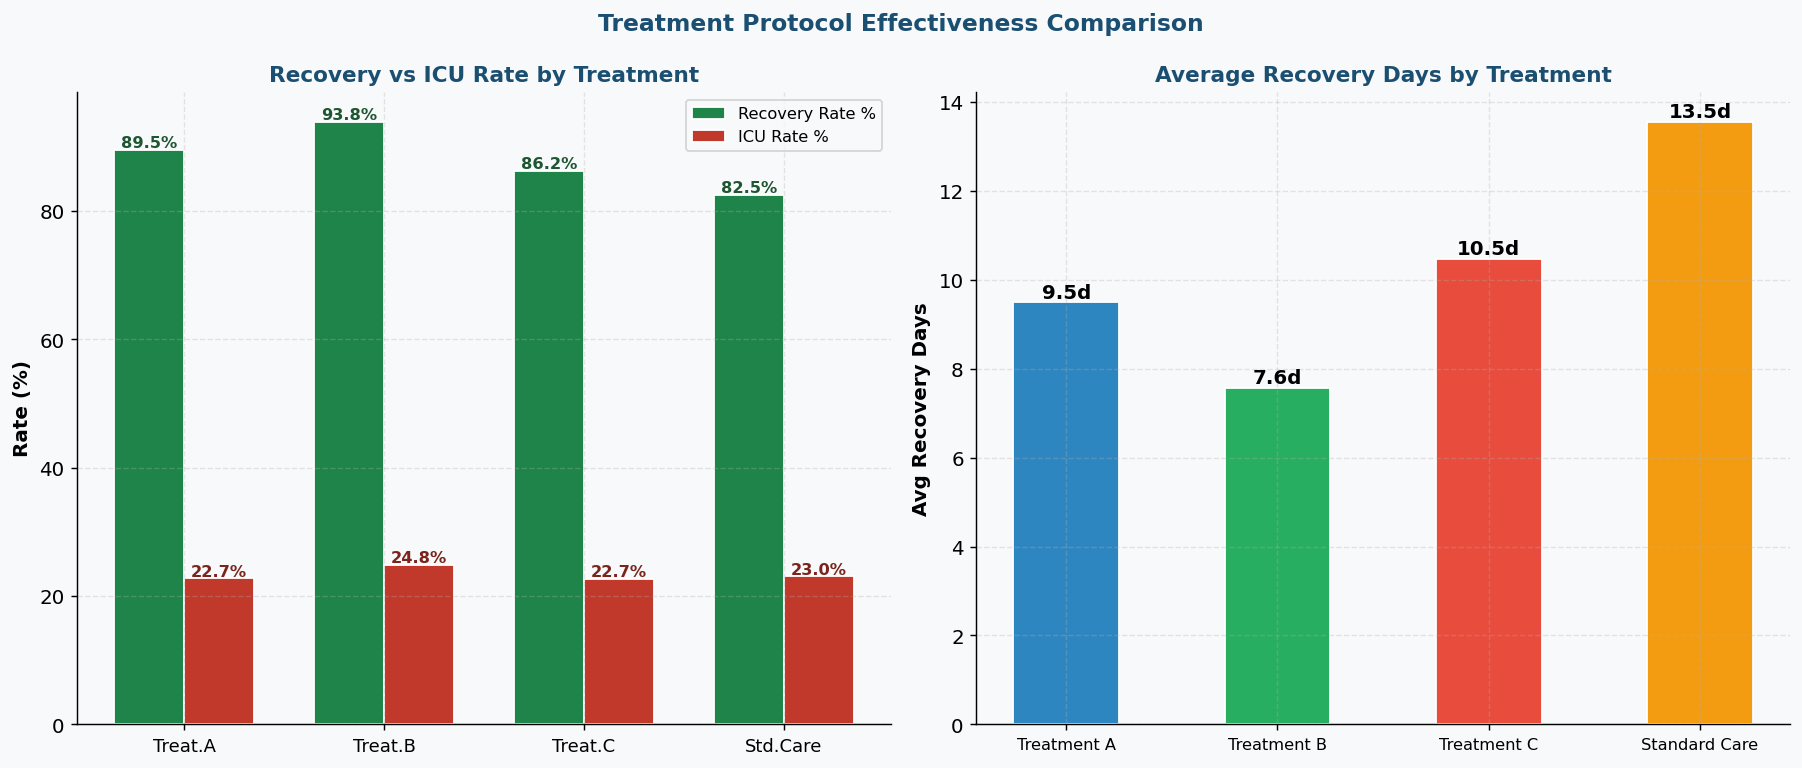 Treatment Protocol Effectiveness Comparison
Recovery vs ICU Rate by Treatment
Recovery Rate %
ICU Rate %
Rate (%)
80
60
40
20
0
89.5%
22.7%
93.8%
24.8%
86.2%
22.7%
82.5%
23.0%
Treat.A
Treat.B
Treat.C
Std.Care
Average Recovery Days by Treatment
Avg Recovery Days
14
12
10
8
6
4
2
0
9.5d
7.6d
10.5d
13.5d
Treatment A
Treatment B
Treatment C
Standard Care